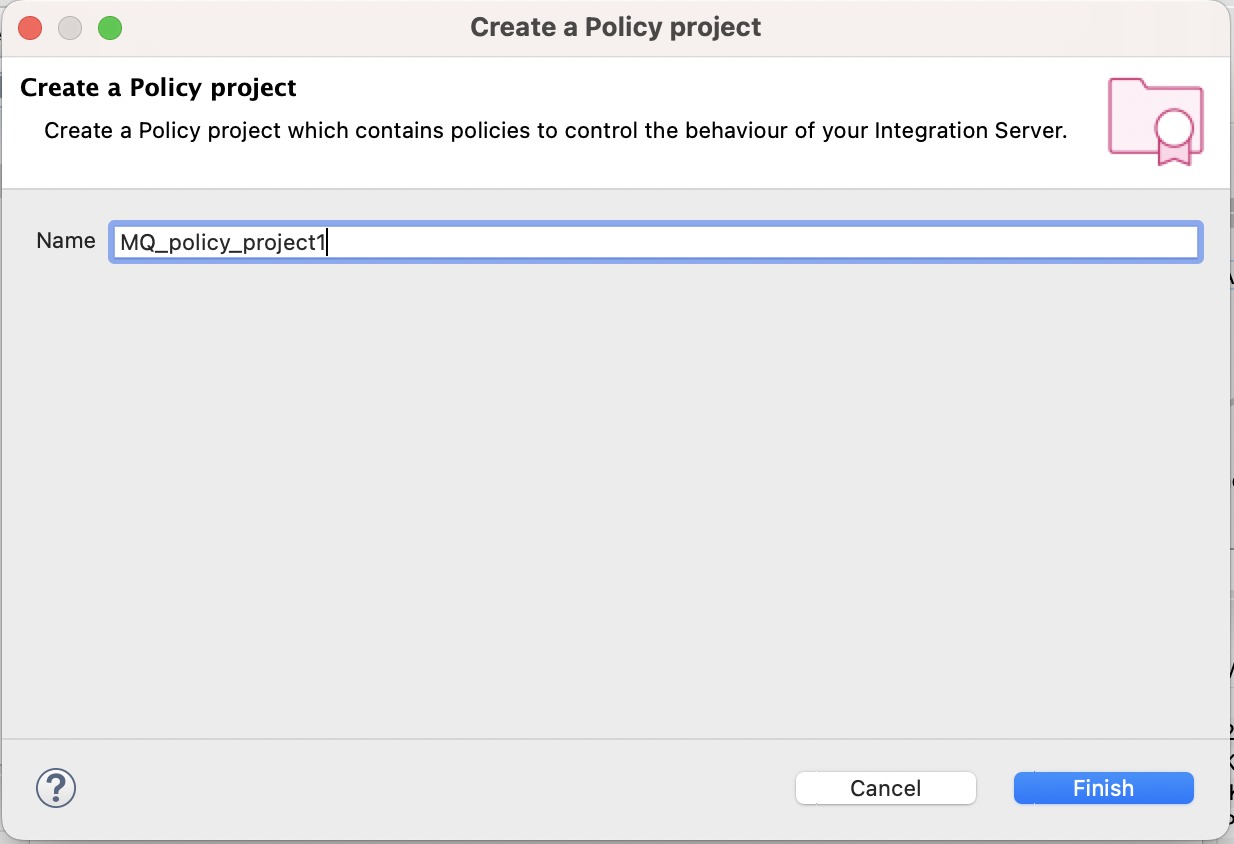 Create a Policy project
Create a Policy project
Create a Policy project which contains policies to control the behaviour of your Integration Server.
Name MQ_policy_project1
?
Cancel Finish